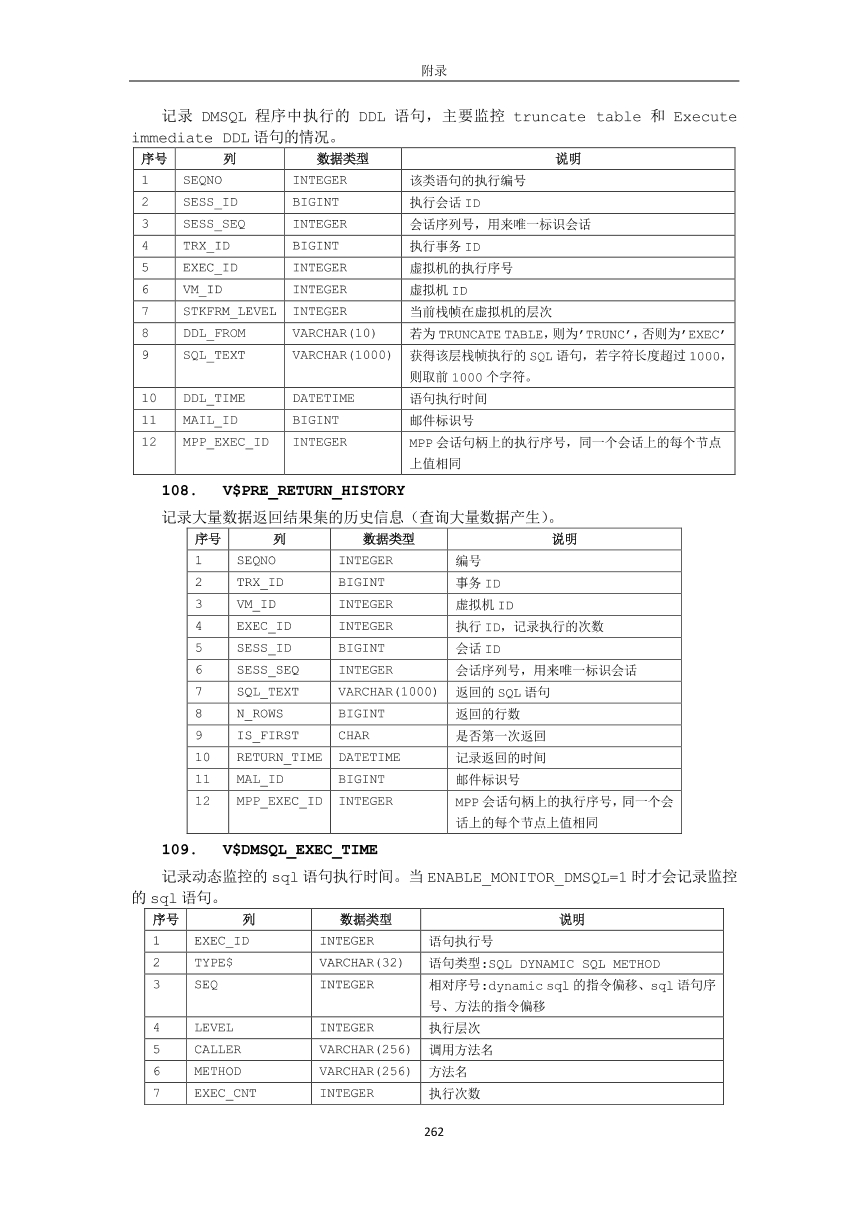 附录
记录 DMSQL 程序中执行的 DDL 语句，主要监控 truncate table 和 Execute
immediate DDL 语句的情况。
序号 列 数据类型 说明
1 SEQNO INTEGER 该类语句的执行编号
2 SESS_ID BIGINT 执行会话 ID
3 SESS_SEQ INTEGER 会话序列号，用来唯一标识会话
4 TRX_ID BIGINT 执行事务 ID
5 EXEC_ID INTEGER 虚拟机的执行序号
6 VM_ID INTEGER 虚拟机 ID
7 STKFRM_LEVEL INTEGER 当前栈帧在虚拟机的层次
8 DDL_FROM VARCHAR(10) 若为 TRUNCATE TABLE，则为’TRUNC’，否则为’EXEC’
9 SQL_TEXT VARCHAR(1000) 获得该层栈帧执行的 SQL 语句，若字符长度超过 1000，
则取前 1000 个字符。
10 DDL_TIME DATETIME 语句执行时间
11 MAIL_ID BIGINT 邮件标识号
12 MPP_EXEC_ID INTEGER MPP 会话句柄上的执行序号，同一个会话上的每个节点
上值相同
108. V$PRE_RETURN_HISTORY
记录大量数据返回结果集的历史信息（查询大量数据产生）。
序号 列 数据类型 说明
1 SEQNO INTEGER 编号
2 TRX_ID BIGINT 事务 ID
3 VM_ID INTEGER 虚拟机 ID
4 EXEC_ID INTEGER 执行 ID，记录执行的次数
5 SESS_ID BIGINT 会话 ID
6 SESS_SEQ INTEGER 会话序列号，用来唯一标识会话
7 SQL_TEXT VARCHAR(1000) 返回的 SQL 语句
8 N_ROWS BIGINT 返回的行数
9 IS_FIRST CHAR 是否第一次返回
10 RETURN_TIME DATETIME 记录返回的时间
11 MAL_ID BIGINT 邮件标识号
12 MPP_EXEC_ID INTEGER MPP 会话句柄上的执行序号，同一个会
话上的每个节点上值相同
109. V$DMSQL_EXEC_TIME
记录动态监控的 sql 语句执行时间。当 ENABLE_MONITOR_DMSQL=1 时才会记录监控
的 sql 语句。
序号 列 数据类型 说明
1 EXEC_ID INTEGER 语句执行号
2 TYPE$ VARCHAR(32) 语句类型:SQL DYNAMIC SQL METHOD
3 SEQ INTEGER 相对序号:dynamic sql 的指令偏移、sql 语句序
号、方法的指令偏移
4 LEVEL INTEGER 执行层次
5 CALLER VARCHAR(256) 调用方法名
6 METHOD VARCHAR(256) 方法名
7 EXEC_CNT INTEGER 执行次数
262